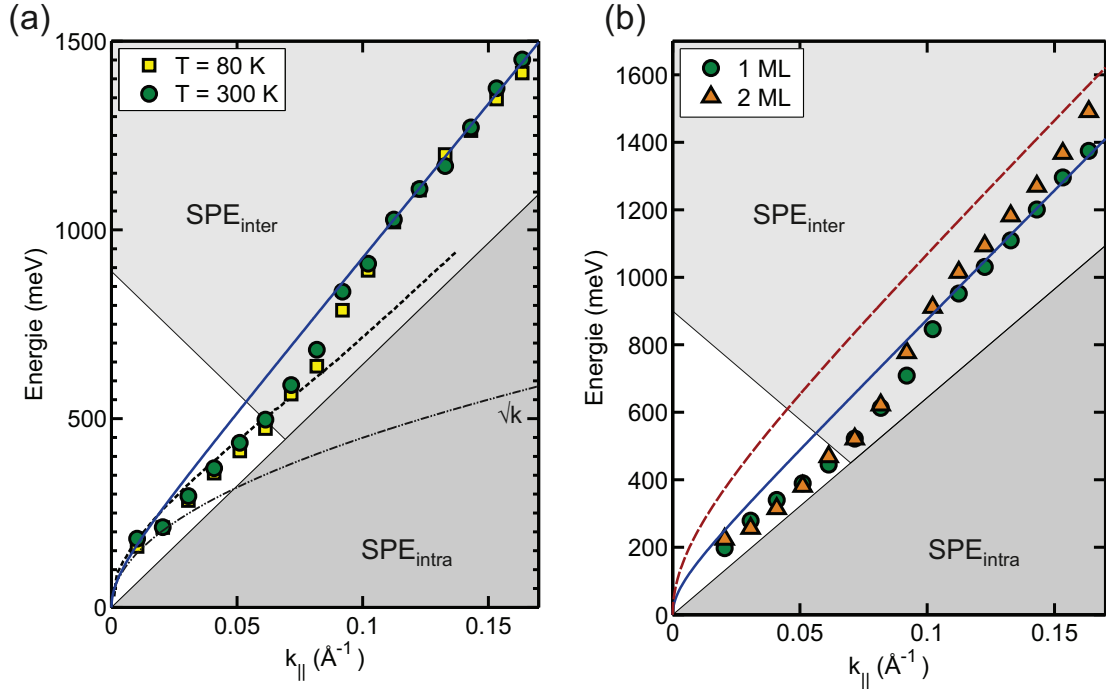 (a)
1500
1000
500
0
Energie (meV)
T = 80 K
T = 300 K
SPEinter
√k
SPEintra
0
0.05
0.1
0.15
k|| (Å-1)
(b)
1600
1400
1200
1000
800
600
400
200
0
Energie (meV)
1 ML
2 ML
SPEinter
SPEintra
0
0.05
0.1
0.15
k|| (Å-1)